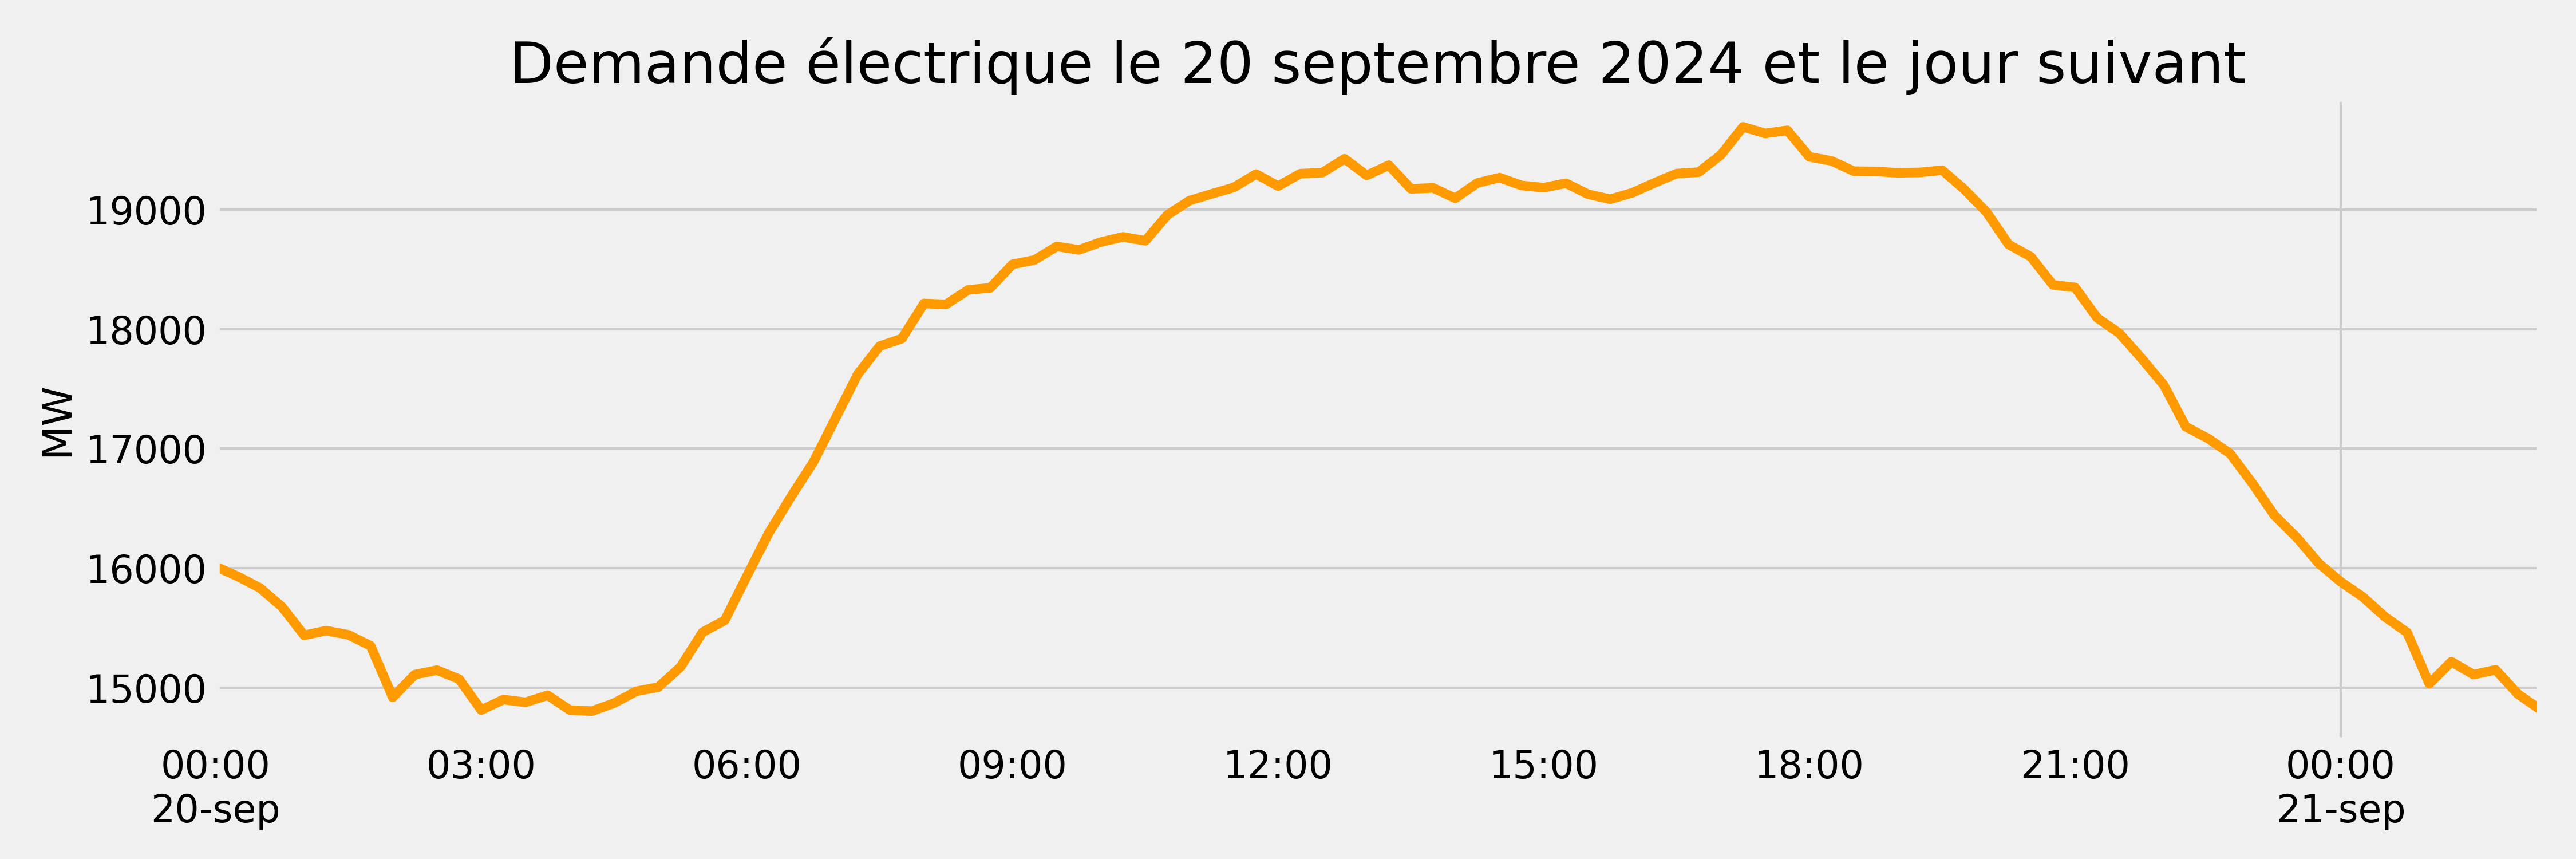 Demande électrique le 20 septembre 2024 et le jour suivant
MW
19000
18000
17000
16000
15000
00:00 03:00 06:00 09:00 12:00 15:00 18:00 21:00 00:00
20-sep 21-sep